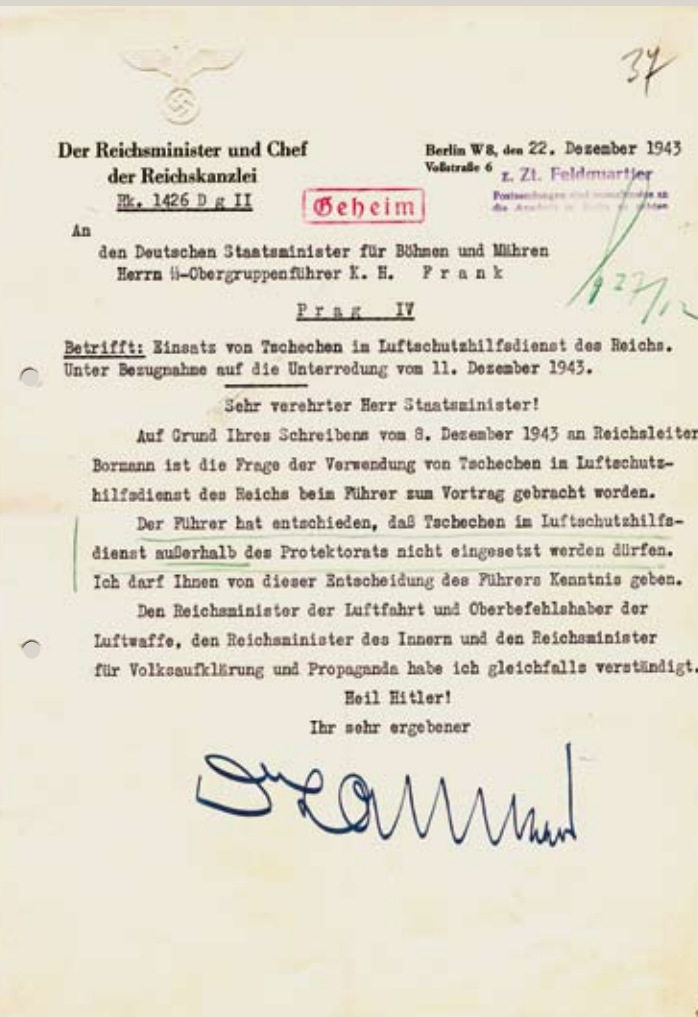 37
Der Reichsminister und Chef
der Reichskanzlei
Rk. 1426 D g II
Berlin W 8, den 22. Dezember 1943
Voßstraße 6
z. Zt. Feldquartier
Geheim
An
den Deutschen Staatsminister für Böhmen und Mähren
Herrn ᛋᛋ-Obergruppenführer K. H. F r a n k
P r a g IV
27/12
Betrifft: Einsatz von Tschechen im Luftschutzhilfsdienst des Reichs.
Unter Bezugnahme auf die Unterredung vom 11. Dezember 1943.
Sehr verehrter Herr Staatsminister!
Auf Grund Ihres Schreibens vom 8. Dezember 1943 an Reichsleiter
Bormann ist die Frage der Verwendung von Tschechen im Luftschutz-
hilfsdienst des Reichs beim Führer zum Vortrag gebracht worden.
Der Führer hat entschieden, daß Tschechen im Luftschutzhilfs-
dienst außerhalb des Protektorats nicht eingesetzt werden dürfen.
Ich darf Ihnen von dieser Entscheidung des Führers Kenntnis geben.
Den Reichsminister der Luftfahrt und Oberbefehlshaber der
Luftwaffe, den Reichsminister des Innern und den Reichsminister
für Volksaufklärung und Propaganda habe ich gleichfalls verständigt.
Heil Hitler!
Ihr sehr ergebener